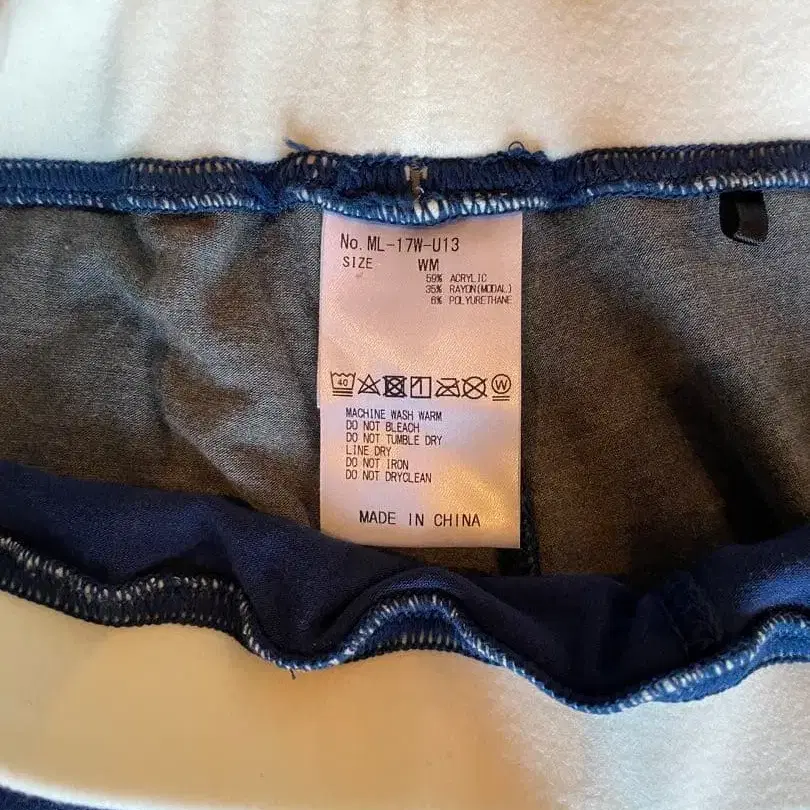 No. ML-17W-U13
SIZE WM
59% ACRYLIC
35% RAYON(MODAL)
6% POLYURETHANE
40 W
MACHINE WASH WARM
DO NOT BLEACH
DO NOT TUMBLE DRY
LINE DRY
DO NOT IRON
DO NOT DRYCLEAN
MADE IN CHINA